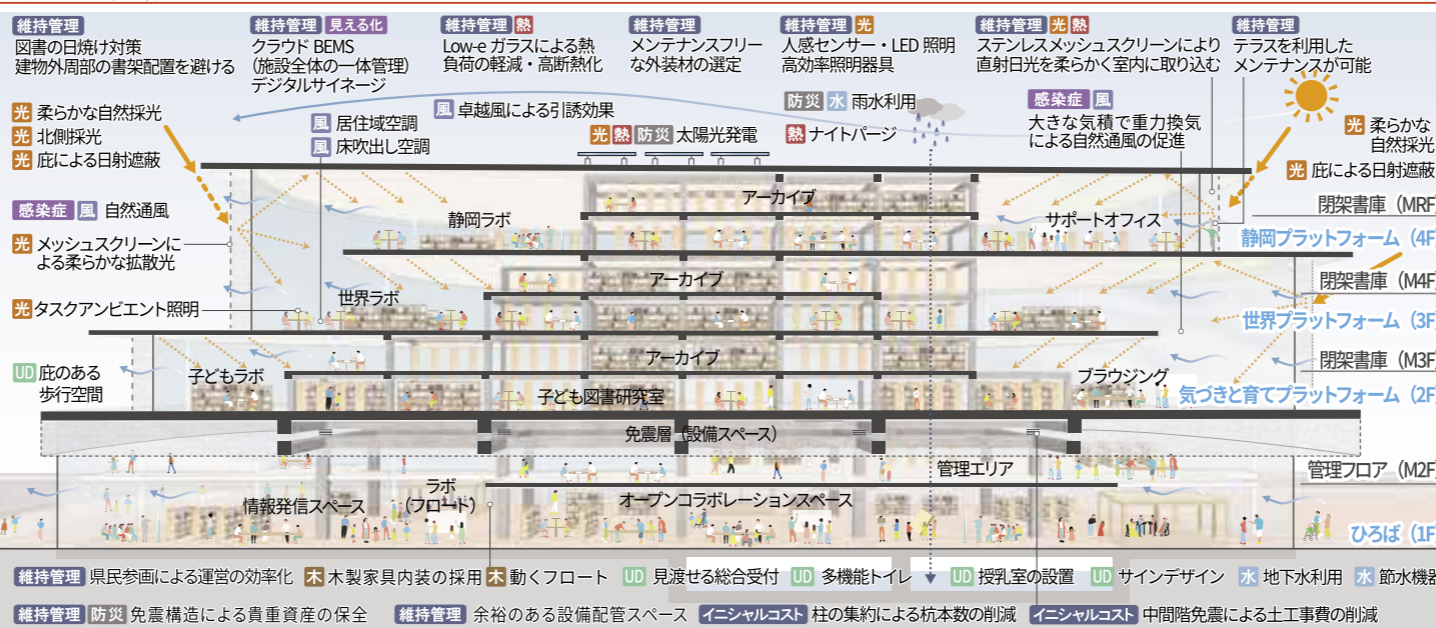 維持管理
図書の日焼け対策
建物外周部の書架配置を避ける
維持管理 見える化
クラウド BEMS
(施設全体の一体管理)
デジタルサイネージ
維持管理 熱
Low-e ガラスによる熱
負荷の軽減・高断熱化
維持管理
メンテナンスフリー
な外装材の選定
維持管理 光
人感センサー・LED 照明
高効率照明器具
維持管理 光 熱
ステンレスメッシュスクリーンにより
直射日光を柔らかく室内に取り込む
維持管理
テラスを利用した
メンテナンスが可能
光 柔らかな自然採光
光 北側採光
光 庇による日射遮蔽
風 居住域空調
風 床吹出し空調
風 卓越風による引誘効果
光 熱 防災 太陽光発電
防災 水 雨水利用
熱 ナイトパージ
感染症 風
大きな気積で重力換気
による自然通風の促進
光 柔らかな
自然採光
光 庇による日射遮蔽
感染症 風 自然通風
光 メッシュスクリーンに
よる柔らかな拡散光
光 タスクアンビエント照明
UD 庇のある
歩行空間
アーカイブ
静岡ラボ
サポートオフィス
閉架書庫(MRF)
静岡プラットフォーム(4F)
アーカイブ
世界ラボ
閉架書庫(M4F)
世界プラットフォーム(3F)
アーカイブ
子どもラボ
子ども図書研究室
ブラウジング
閉架書庫(M3F)
気づきと育てプラットフォーム(2F)
免震層(設備スペース)
管理エリア
管理フロア(M2F)
情報発信スペース
ラボ
(フロート)
オープンコラボレーションスペース
ひろば(1F)
維持管理 県民参画による運営の効率化 木 木製家具内装の採用 木 動くフロート UD 見渡せる総合受付 UD 多機能トイレ UD 授乳室の設置 UD サインデザイン 水 地下水利用 水 節水機器
維持管理 防災 免震構造による貴重資産の保全 維持管理 余裕のある設備配管スペース イニシャルコスト 柱の集約による杭本数の削減 イニシャルコスト 中間階免震による土工事費の削減